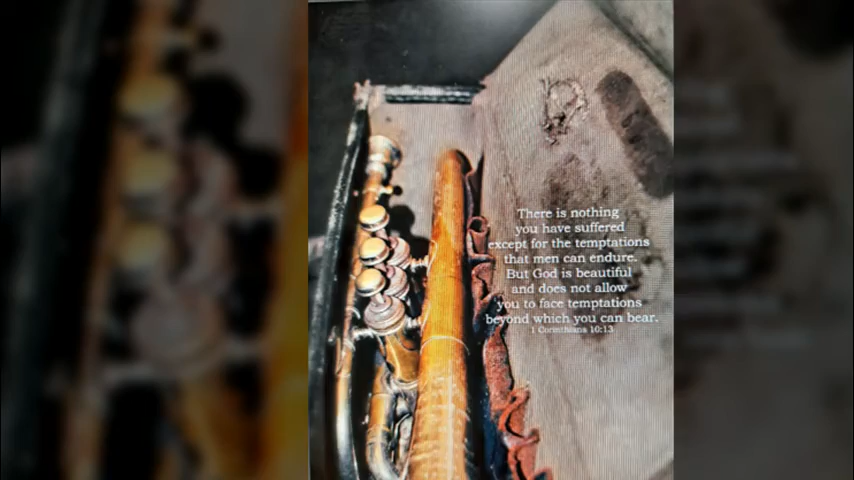 There is nothing
you have suffered
except for the temptations
that men can endure.
But God is beautiful
and does not allow
you to face temptations
beyond which you can bear.
1 Corinthians 10:13